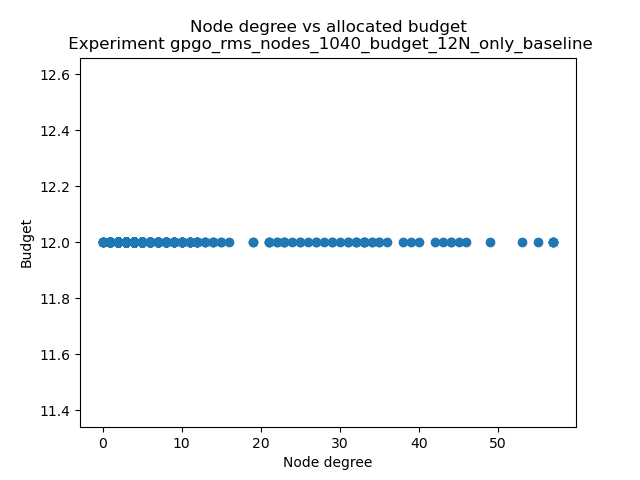 Node degree vs allocated budget
Experiment gpgo_rms_nodes_1040_budget_12N_only_baseline
12.6
12.4
12.2
12.0
11.8
11.6
11.4
Budget
0 10 20 30 40 50
Node degree